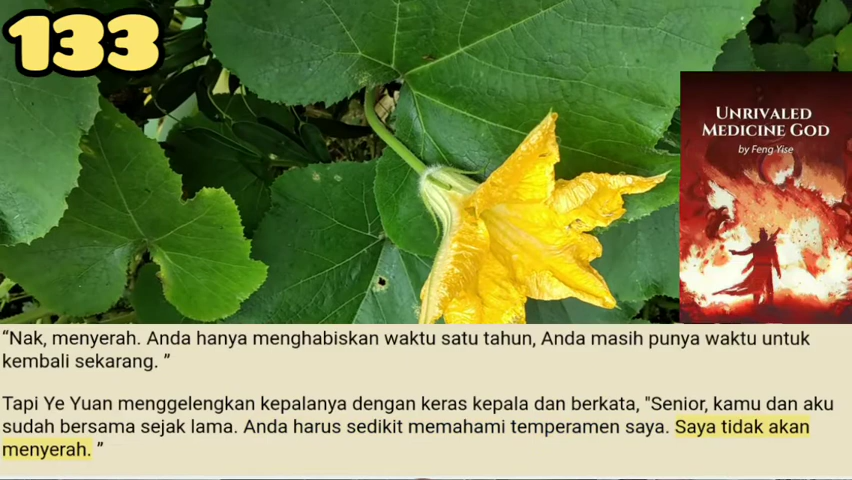 133
UNRIVALED
MEDICINE GOD
by Feng Yise
“Nak, menyerah. Anda hanya menghabiskan waktu satu tahun, Anda masih punya waktu untuk
kembali sekarang. ”
Tapi Ye Yuan menggelengkan kepalanya dengan keras kepala dan berkata, "Senior, kamu dan aku
sudah bersama sejak lama. Anda harus sedikit memahami temperamen saya. Saya tidak akan
menyerah. ”